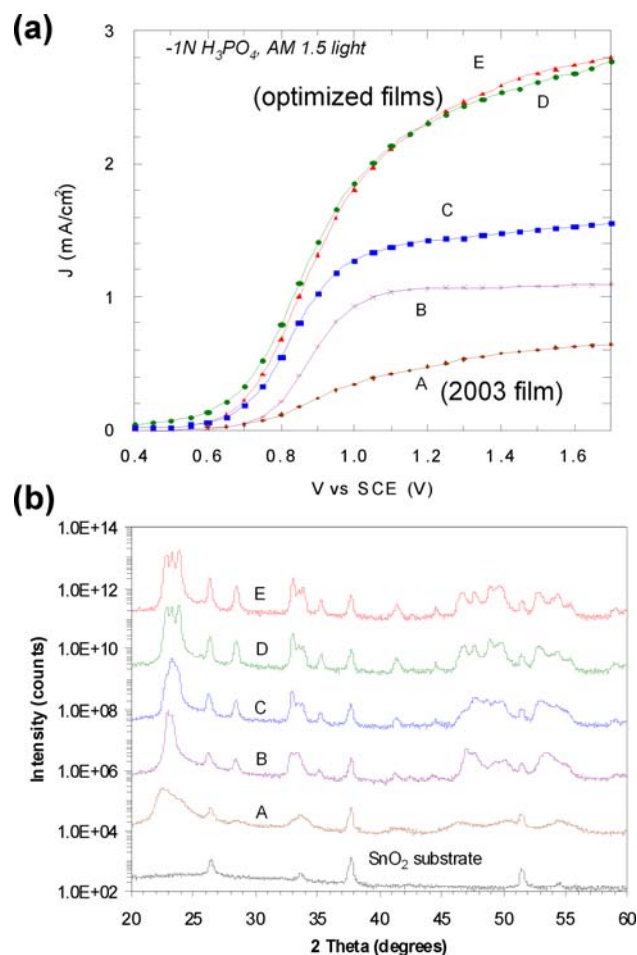 (a)
-1N H₃PO₄, AM 1.5 light
(optimized films)
E
D
C
B
A
(2003 film)
3
2
1
0
J (mA/cm²)
0.4 0.6 0.8 1.0 1.2 1.4 1.6
V vs SCE (V)
(b)
1.0E+14
1.0E+12
1.0E+10
1.0E+08
1.0E+06
1.0E+04
1.0E+02
Intensity (counts)
E
D
C
B
A
SnO₂ substrate
20 25 30 35 40 45 50 55 60
2 Theta (degrees)